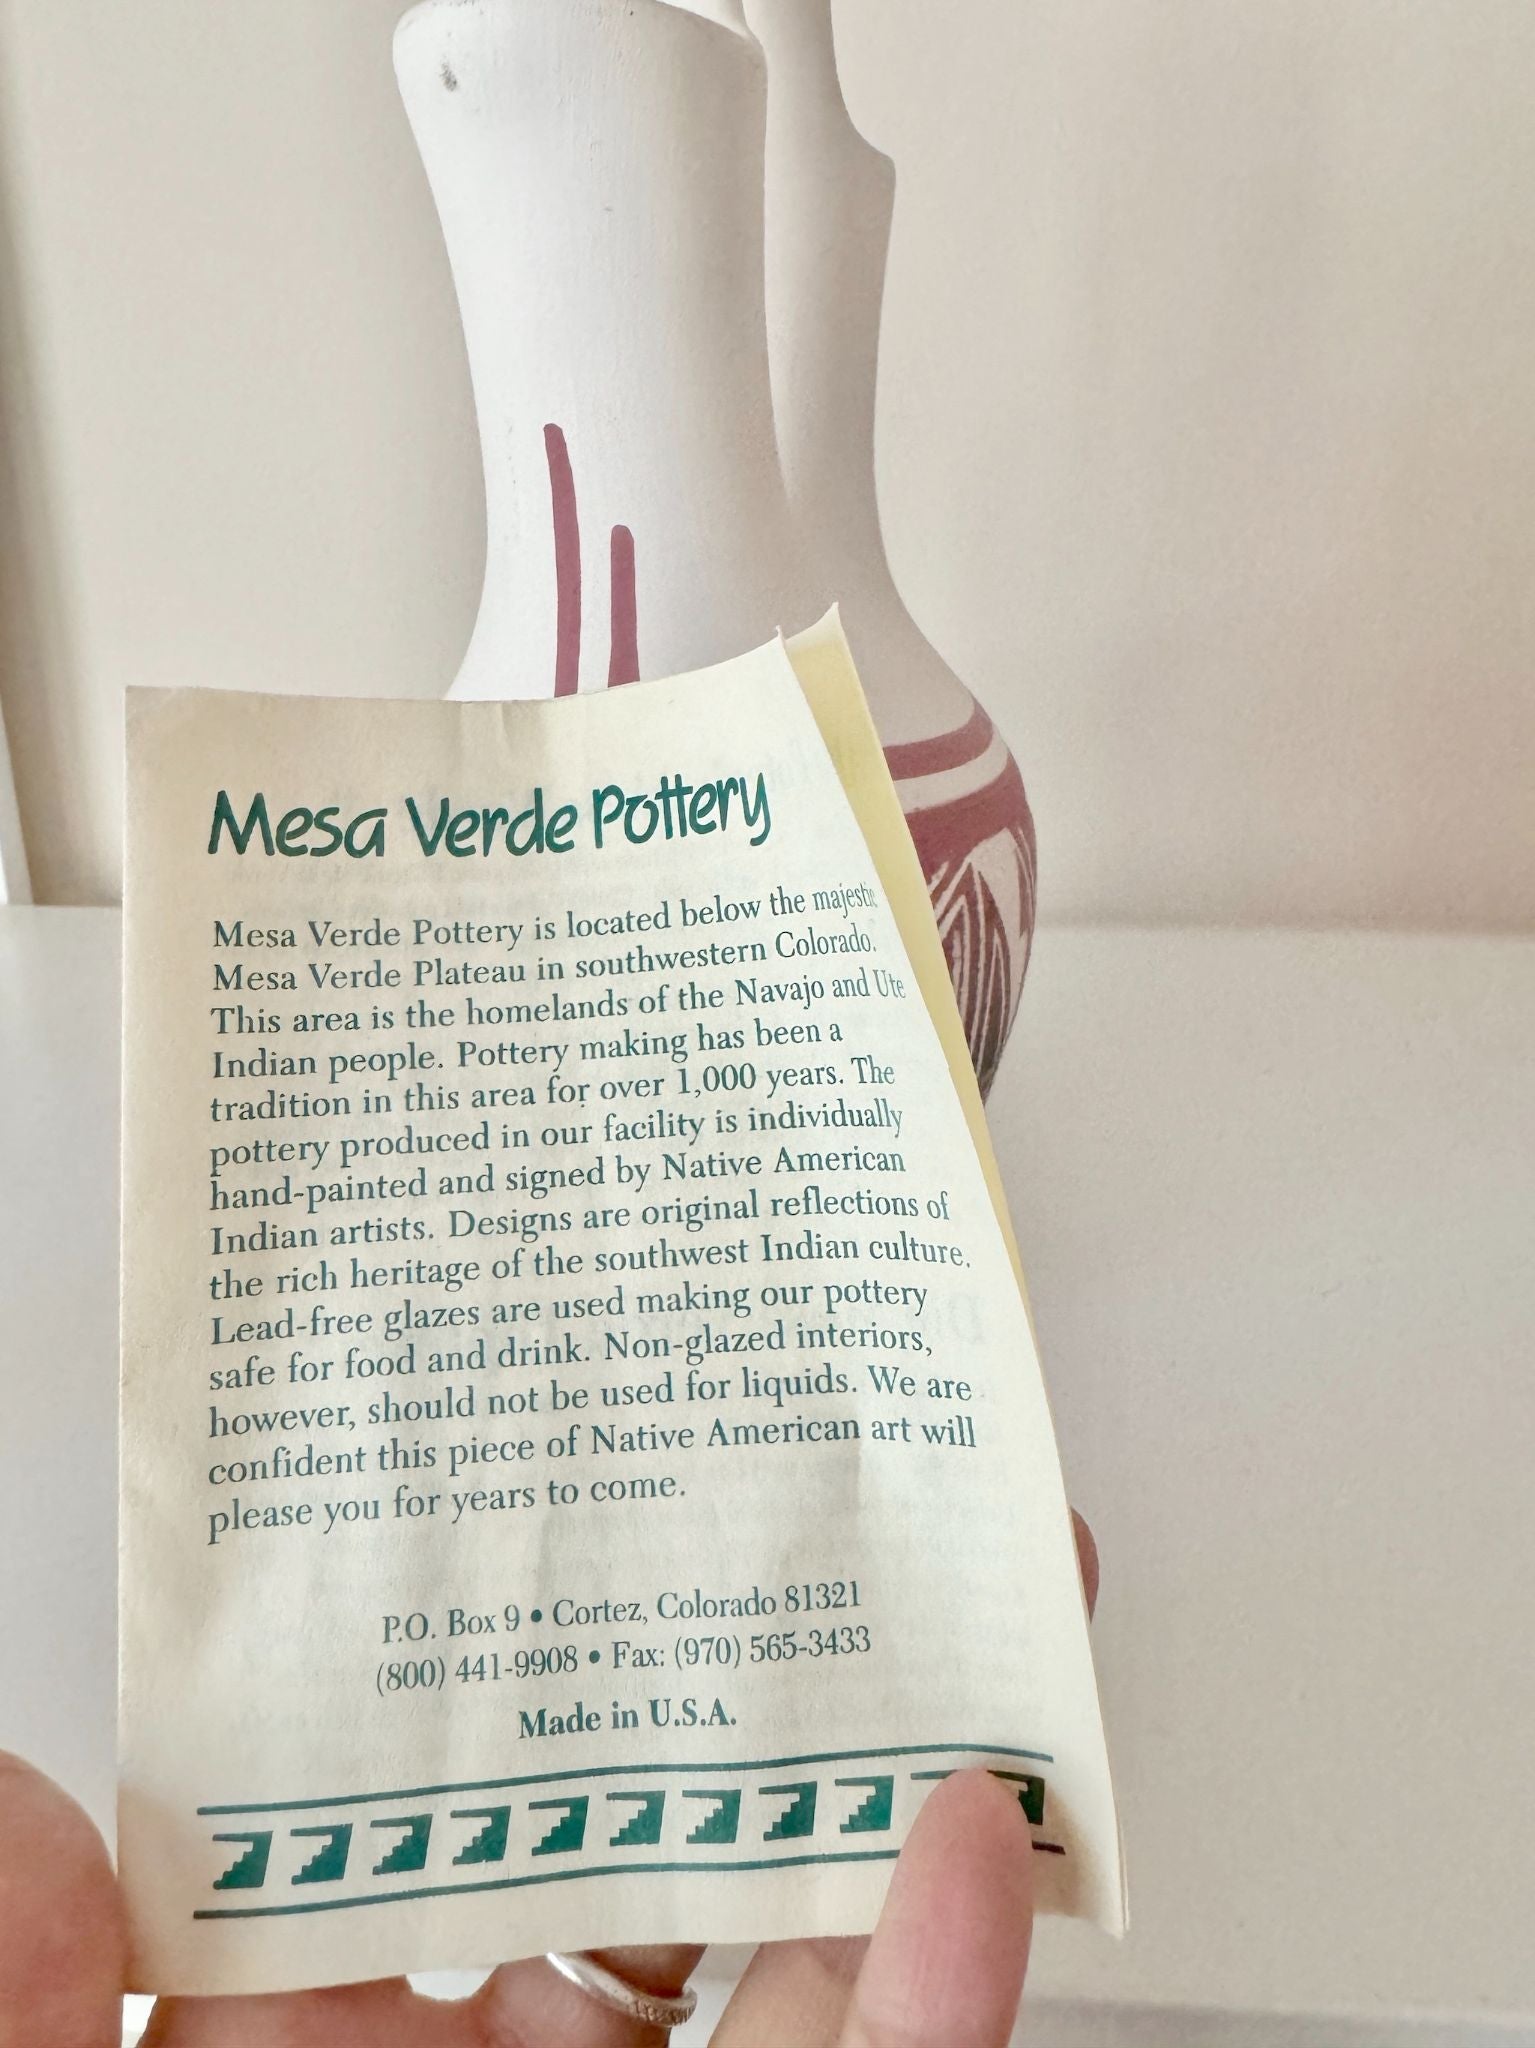 Mesa Verde Pottery
Mesa Verde Pottery is located below the majestic
Mesa Verde Plateau in southwestern Colorado.
This area is the homelands of the Navajo and Ute
Indian people. Pottery making has been a
tradition in this area for over 1,000 years. The
pottery produced in our facility is individually
hand-painted and signed by Native American
Indian artists. Designs are original reflections of
the rich heritage of the southwest Indian culture.
Lead-free glazes are used making our pottery
safe for food and drink. Non-glazed interiors,
however, should not be used for liquids. We are
confident this piece of Native American art will
please you for years to come.
P.O. Box 9 • Cortez, Colorado 81321
(800) 441-9908 • Fax: (970) 565-3433
Made in U.S.A.